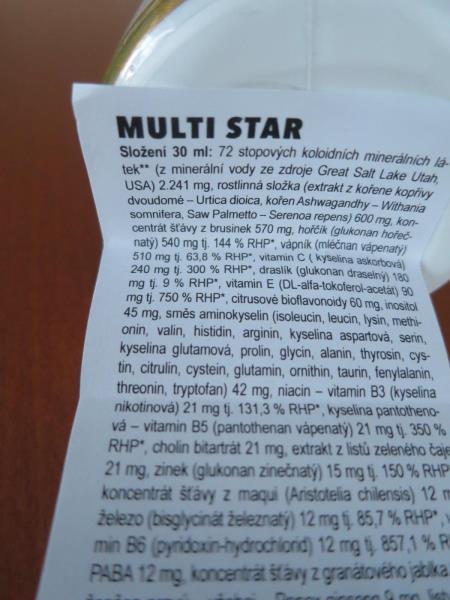 MULTI STAR
Složení 30 ml: 72 stopových koloidních minerálních lá-
tek** (z minerální vody ze zdroje Great Salt Lake Utah,
USA) 2.241 mg, rostlinná složka (extrakt z kořene kopřivy
dvoudomé – Urtica dioica, kořen Ashwagandhy – Withania
somnifera, Saw Palmetto – Serenoa repens) 600 mg, kon-
centrát šťávy z brusinek 570 mg, hořčík (glukonan hořeč-
natý) 540 mg tj. 144 % RHP*, vápník (mléčnan vápenatý)
510 mg tj. 63,8 % RHP*, vitamin C ( kyselina askorbová)
240 mg tj. 300 % RHP*, draslík (glukonan draselný) 180
mg tj. 9 % RHP*, vitamin E (DL-alfa-tokoferol-acetát) 90
mg tj. 750 % RHP*, citrusové bioflavonoidy 60 mg, inositol
45 mg, směs aminokyselin (isoleucin, leucin, lysin, methi-
onin, valin, histidin, arginin, kyselina aspartová, serin,
kyselina glutamová, prolin, glycin, alanin, thyrosin, cys-
tin, citrulin, cystein, glutamin, ornithin, taurin, fenylalanin,
threonin, tryptofan) 42 mg, niacin – vitamin B3 (kyselina
nikotinová) 21 mg tj. 131,3 % RHP*, kyselina pantotheno-
vá – vitamin B5 (pantothenan vápenatý) 21 mg tj. 350 %
RHP*, cholin bitartrát 21 mg, extrakt z listů zeleného čaje
21 mg, zinek (glukonan zinečnatý) 15 mg tj. 150 % RHP
koncentrát šťávy z maqui (Aristotelia chilensis) 12 m
železo (bisglycinát železnatý) 12 mg tj. 85,7 % RHP*,
min B6 (pyridoxin-hydrochlorid) 12 mg tj. 857,1 % R
PABA 12 mg, koncentrát šťávy z granátového jablka
ginseng 9 mg,